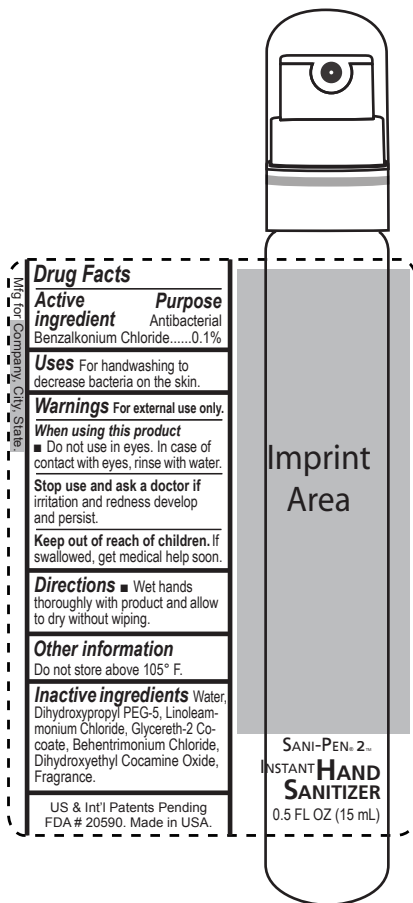 Mfg for Company, City, State.
Drug Facts
Active Purpose
ingredient Antibacterial
Benzalkonium Chloride......0.1%
Uses For handwashing to
decrease bacteria on the skin.
Warnings For external use only.
When using this product
■ Do not use in eyes. In case of
contact with eyes, rinse with water.
Stop use and ask a doctor if
irritation and redness develop
and persist.
Keep out of reach of children. If
swallowed, get medical help soon.
Directions ■ Wet hands
thoroughly with product and allow
to dry without wiping.
Other information
Do not store above 105° F.
Inactive ingredients Water,
Dihydroxypropyl PEG-5, Linoleam-
monium Chloride, Glycereth-2 Co-
coate, Behentrimonium Chloride,
Dihydroxyethyl Cocamine Oxide,
Fragrance.
US & Int'l Patents Pending
FDA # 20590. Made in USA.
Imprint
Area
SANI-PEN® 2™
INSTANT HAND
SANITIZER
0.5 FL OZ (15 mL)